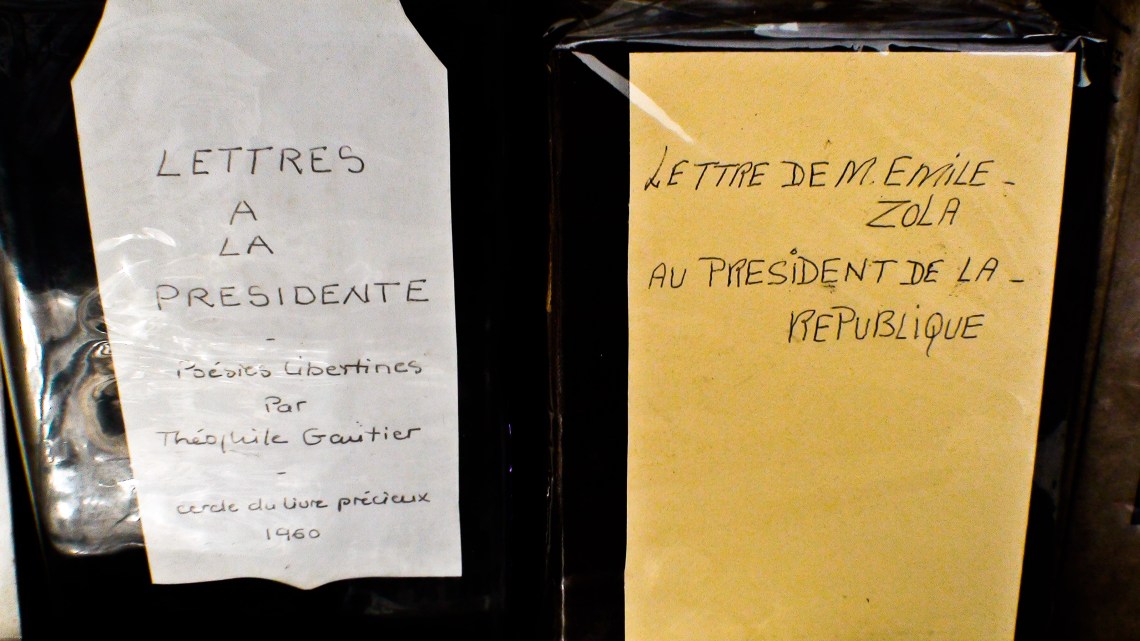 LETTRES
A
LA
PRESIDENTE
-
Poésies Libertines
Par
Théophile Gautier
-
cercle du livre précieux
1960
LETTRE DE M. EMILE -
ZOLA
AU PRESIDENT DE LA -
REPUBLIQUE